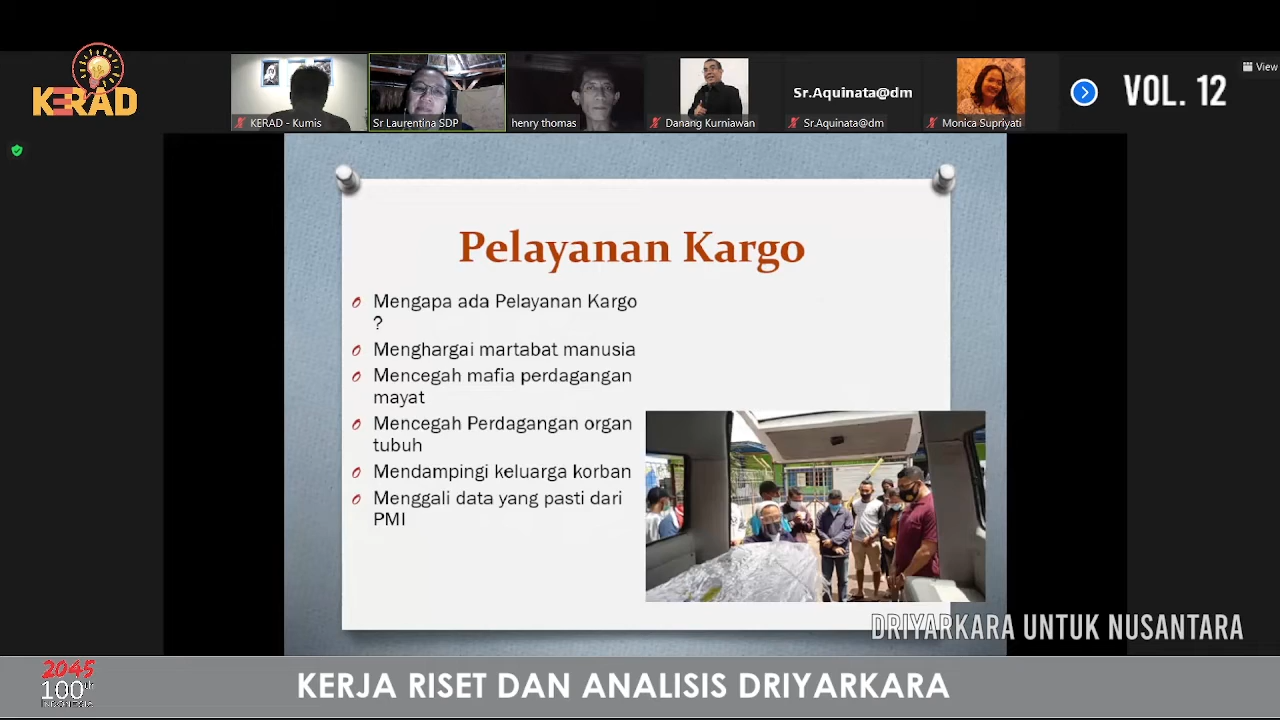 KERAD
KERAD - Kumis
Sr Laurentina SDP
henry thomas
Danang Kurniawan
Sr.Aquinata@dm
Sr.Aquinata@dm
Monica Supriyati
VOL. 12
View
Pelayanan Kargo
Mengapa ada Pelayanan Kargo
?
Menghargai martabat manusia
Mencegah mafia perdagangan
mayat
Mencegah Perdagangan organ
tubuh
Mendampingi keluarga korban
Menggali data yang pasti dari
PMI
DRIYARKARA UNTUK NUSANTARA
2045
100th
INDONESIA
KERJA RISET DAN ANALISIS DRIYARKARA